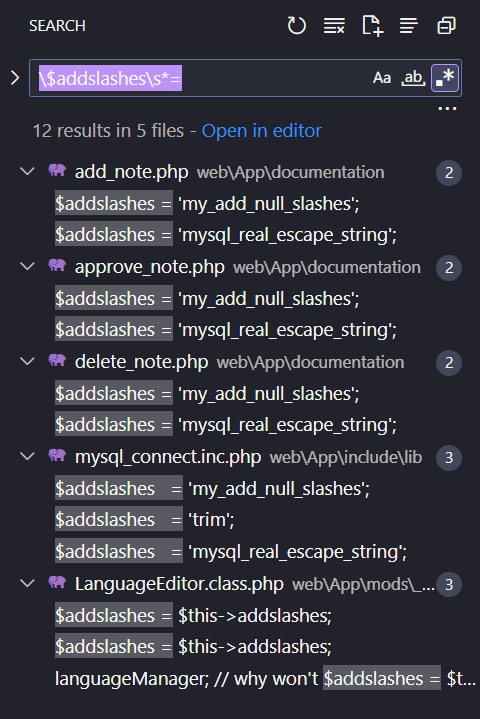 SEARCH
\$addslashes\s*=
Aa ab .*
...
12 results in 5 files - Open in editor
add_note.php web\App\documentation 2
$addslashes = 'my_add_null_slashes';
$addslashes = 'mysql_real_escape_string';
approve_note.php web\App\documentation 2
$addslashes = 'my_add_null_slashes';
$addslashes = 'mysql_real_escape_string';
delete_note.php web\App\documentation 2
$addslashes = 'my_add_null_slashes';
$addslashes = 'mysql_real_escape_string';
mysql_connect.inc.php web\App\include\lib 3
$addslashes   = 'my_add_null_slashes';
$addslashes   = 'trim';
$addslashes   = 'mysql_real_escape_string';
LanguageEditor.class.php web\App\mods\_... 3
$addslashes = $this->addslashes;
$addslashes = $this->addslashes;
languageManager; // why won't $addslashes = $t...